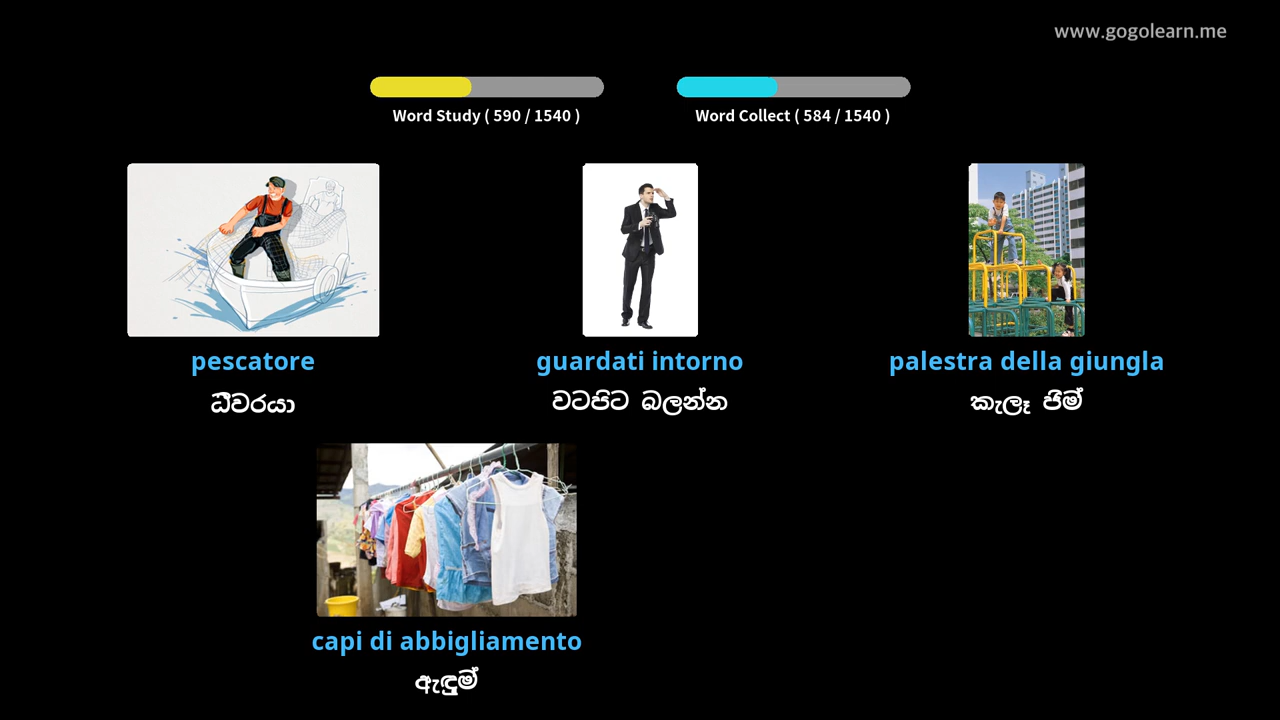 www.gogolearn.me
Word Study ( 590 / 1540 )
Word Collect ( 584 / 1540 )
pescatore
ධීවරයා
guardati intorno
වටපිට බලන්න
palestra della giungla
කැලෑ ජිම්
capi di abbigliamento
ඇඳුම්